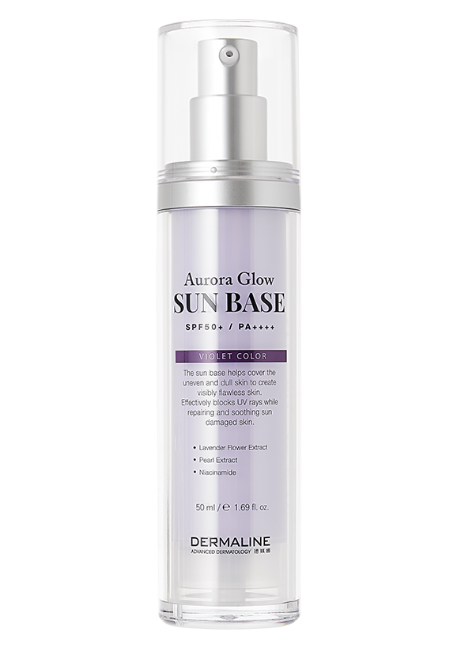 Aurora Glow
SUN BASE
SPF50+ / PA++++
VIOLET COLOR
The sun base helps cover the
uneven and dull skin to create
visibly flawless skin.
Effectively blocks UV rays while
repairing and soothing sun
damaged skin.
• Lavender Flower Extract
• Pearl Extract
• Niacinamide
50 ml / ℮ 1.69 fl. oz.
DERMALINE
ADVANCED DERMATOLOGY